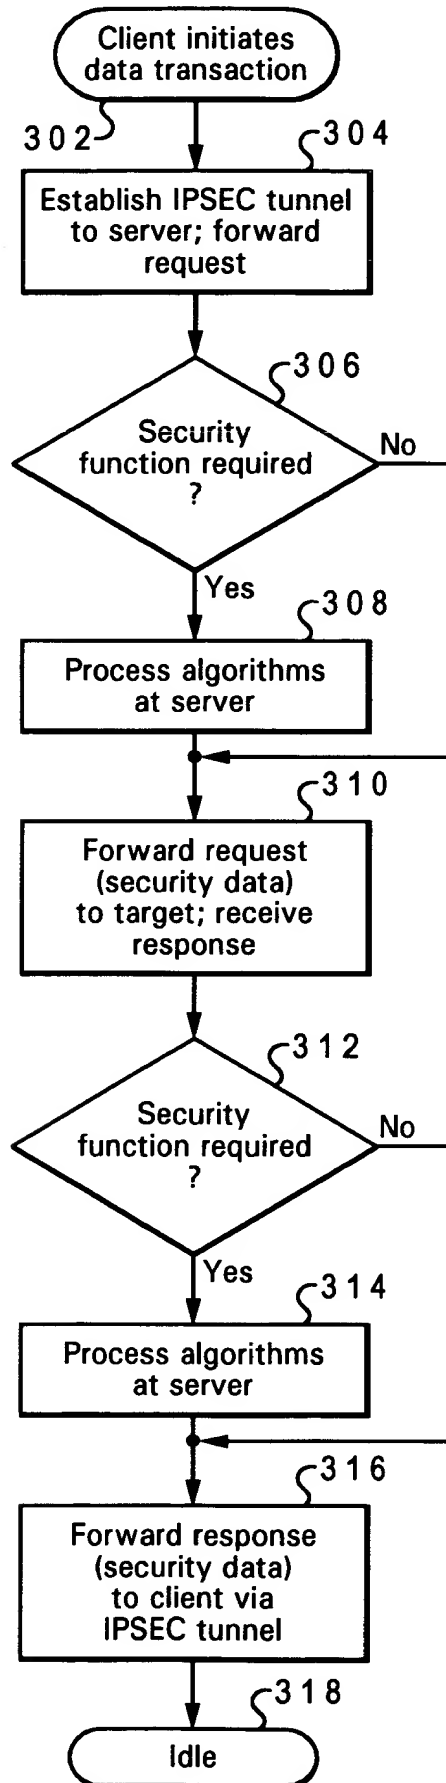 Client initiates
data transaction
302
304
Establish IPSEC tunnel
to server; forward
request
306
Security
function required
?
No
Yes
308
Process algorithms
at server
310
Forward request
(security data)
to target; receive
response
312
Security
function required
?
No
Yes
314
Process algorithms
at server
316
Forward response
(security data)
to client via
IPSEC tunnel
318
Idle